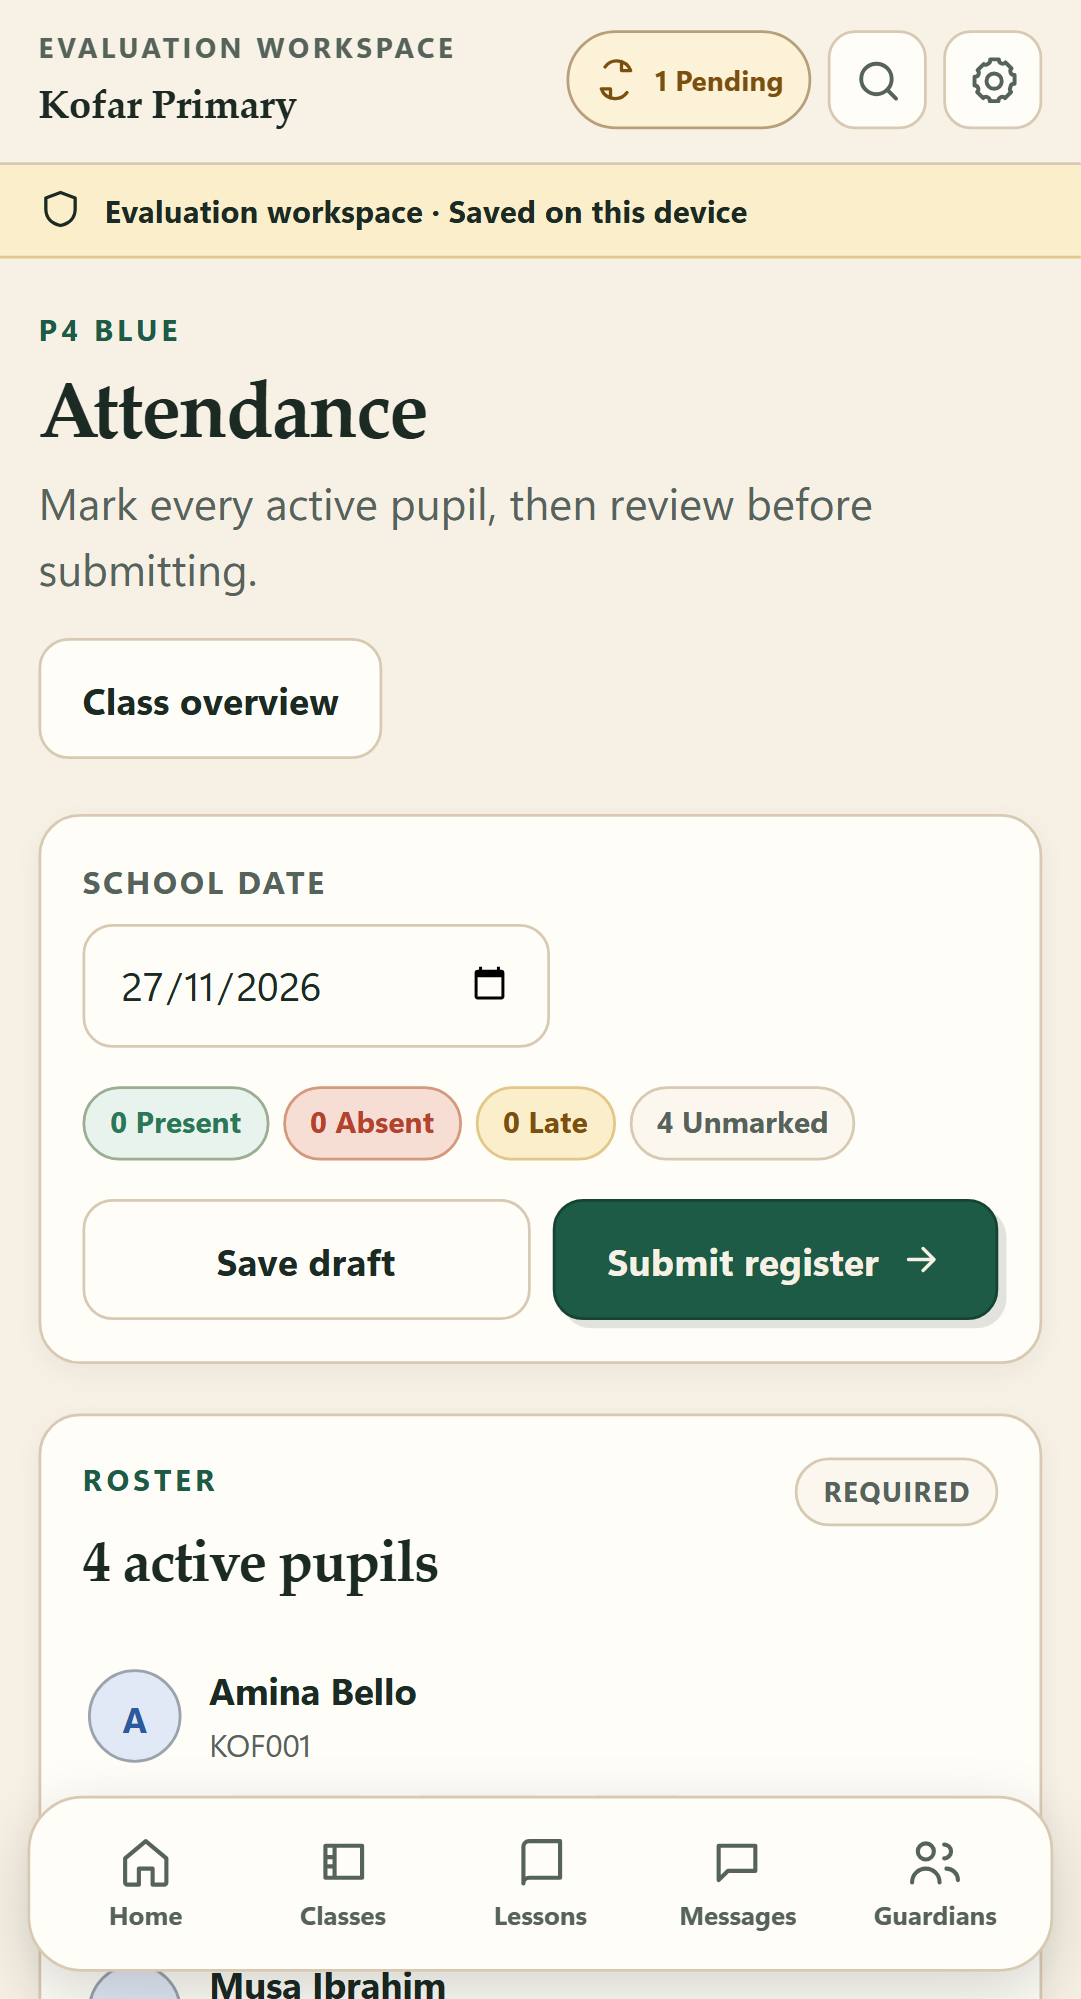 EVALUATION WORKSPACE
Kofar Primary
1 Pending
Evaluation workspace · Saved on this device
P4 BLUE
Attendance
Mark every active pupil, then review before
submitting.
Class overview
SCHOOL DATE
27/11/2026
0 Present
0 Absent
0 Late
4 Unmarked
Save draft
Submit register
ROSTER
REQUIRED
4 active pupils
A
Amina Bello
KOF001
Home
Classes
Lessons
Messages
Guardians
Musa Ibrahim